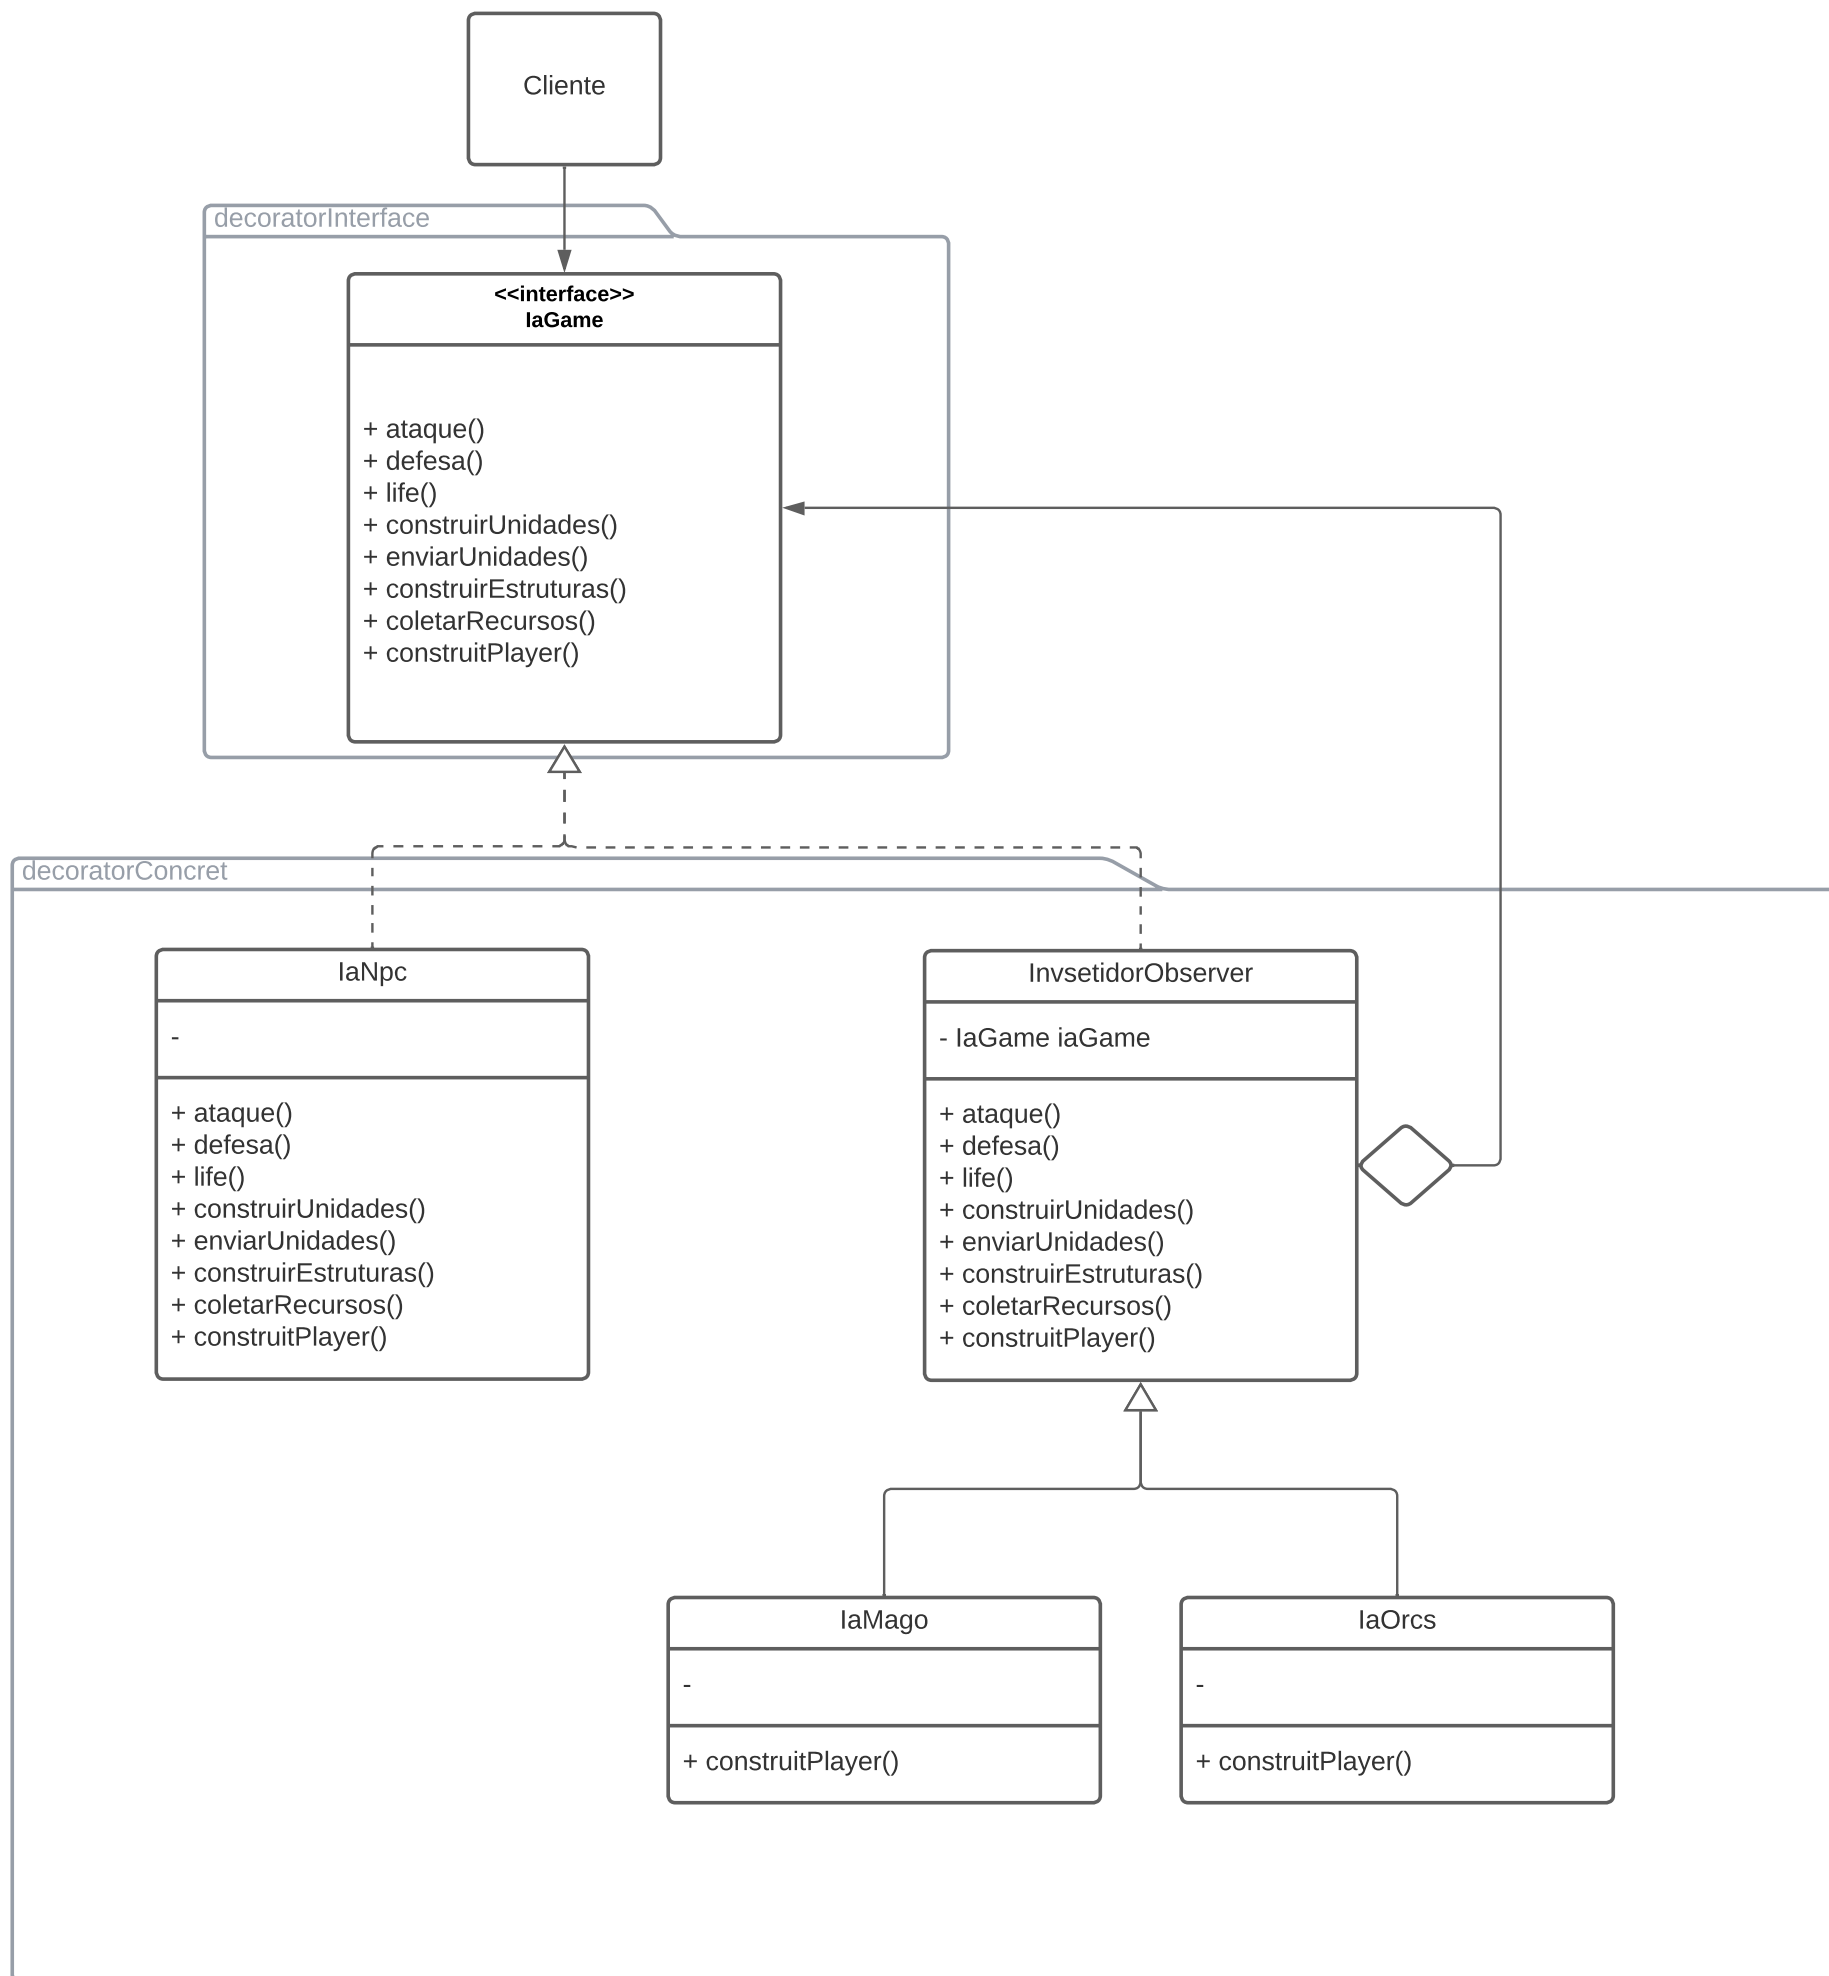 Cliente
decoratorInterface
<<interface>>
IaGame
+ ataque()
+ defesa()
+ life()
+ construirUnidades()
+ enviarUnidades()
+ construirEstruturas()
+ coletarRecursos()
+ construitPlayer()
decoratorConcret
IaNpc
-
+ ataque()
+ defesa()
+ life()
+ construirUnidades()
+ enviarUnidades()
+ construirEstruturas()
+ coletarRecursos()
+ construitPlayer()
InvsetidorObserver
- IaGame iaGame
+ ataque()
+ defesa()
+ life()
+ construirUnidades()
+ enviarUnidades()
+ construirEstruturas()
+ coletarRecursos()
+ construitPlayer()
IaMago
-
+ construitPlayer()
IaOrcs
-
+ construitPlayer()